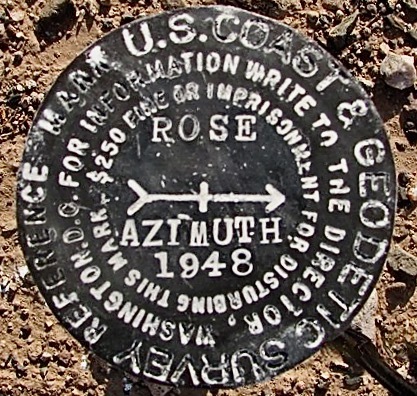 U.S. COAST & GEODETIC SURVEY REFERENCE MARK
FOR INFORMATION WRITE TO THE DIRECTOR, WASHINGTON, D.C.
$250 FINE OR IMPRISONMENT FOR DISTURBING THIS MARK.
ROSE
AZIMUTH
1948